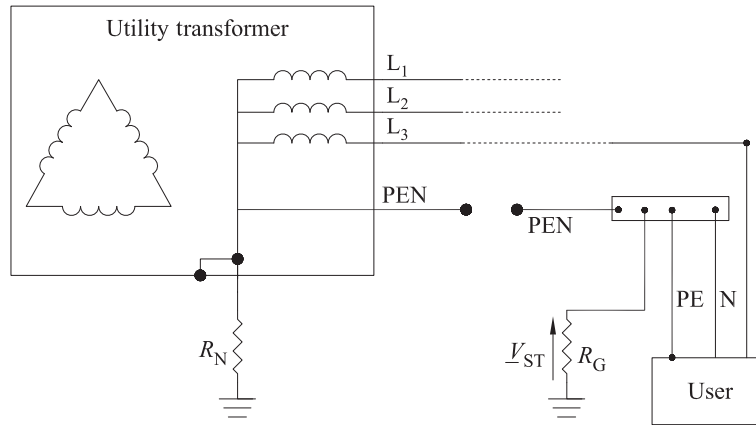 Utility transformer
L1
L2
L3
PEN
PEN
PE N
RN
VST
RG
User